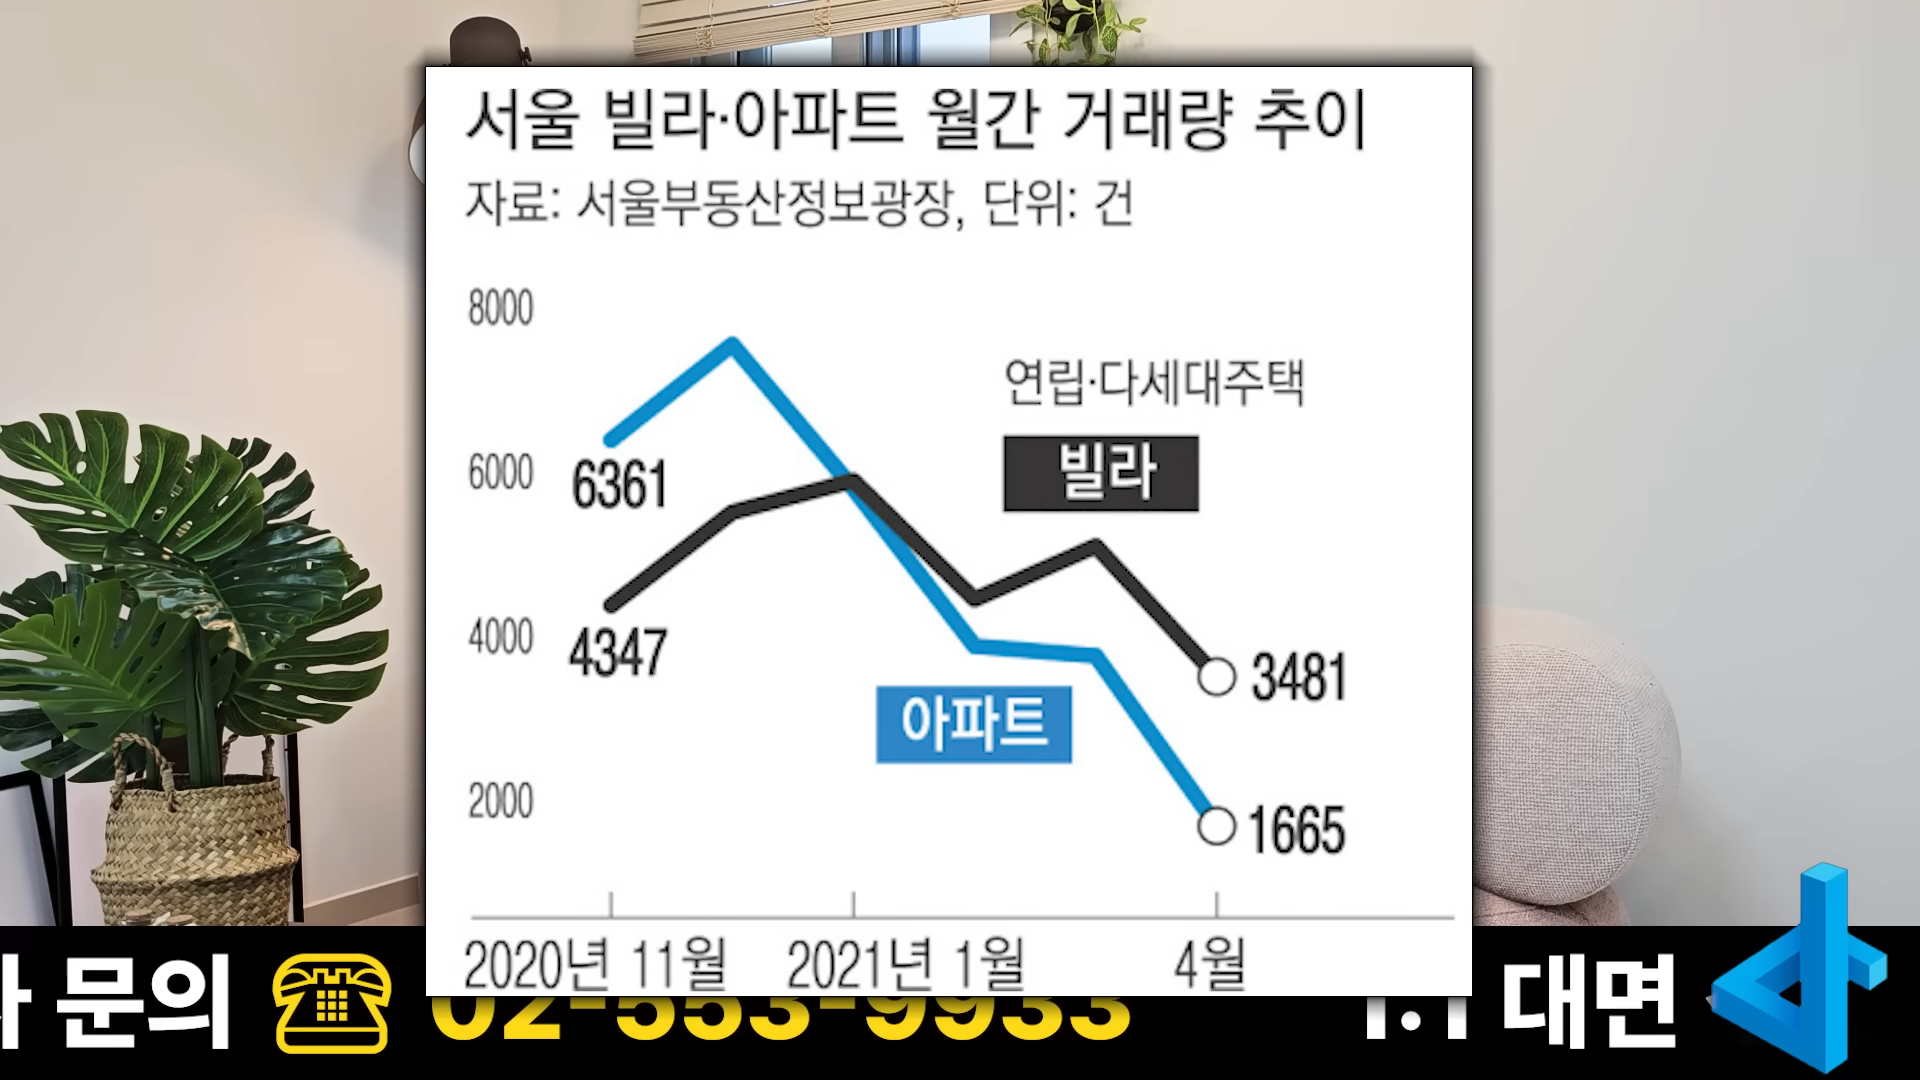 서울 빌라·아파트 월간 거래량 추이
자료: 서울부동산정보광장, 단위: 건
8000
6000
4000
2000
6361
4347
연립·다세대주택
빌라
아파트
3481
1665
2020년 11월 2021년 1월 4월
문의 02-553-9933 1:1 대면